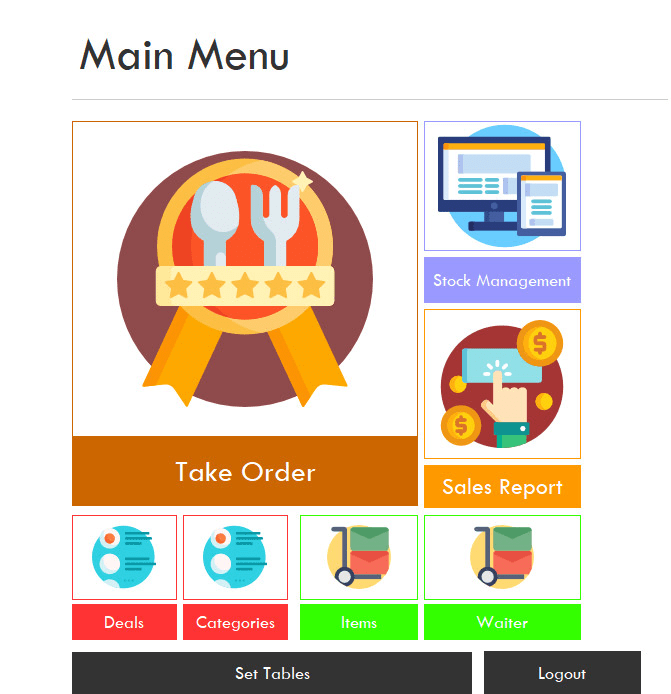 Main Menu
Stock Management
Take Order
Sales Report
Deals
Categories
Items
Waiter
Set Tables
Logout